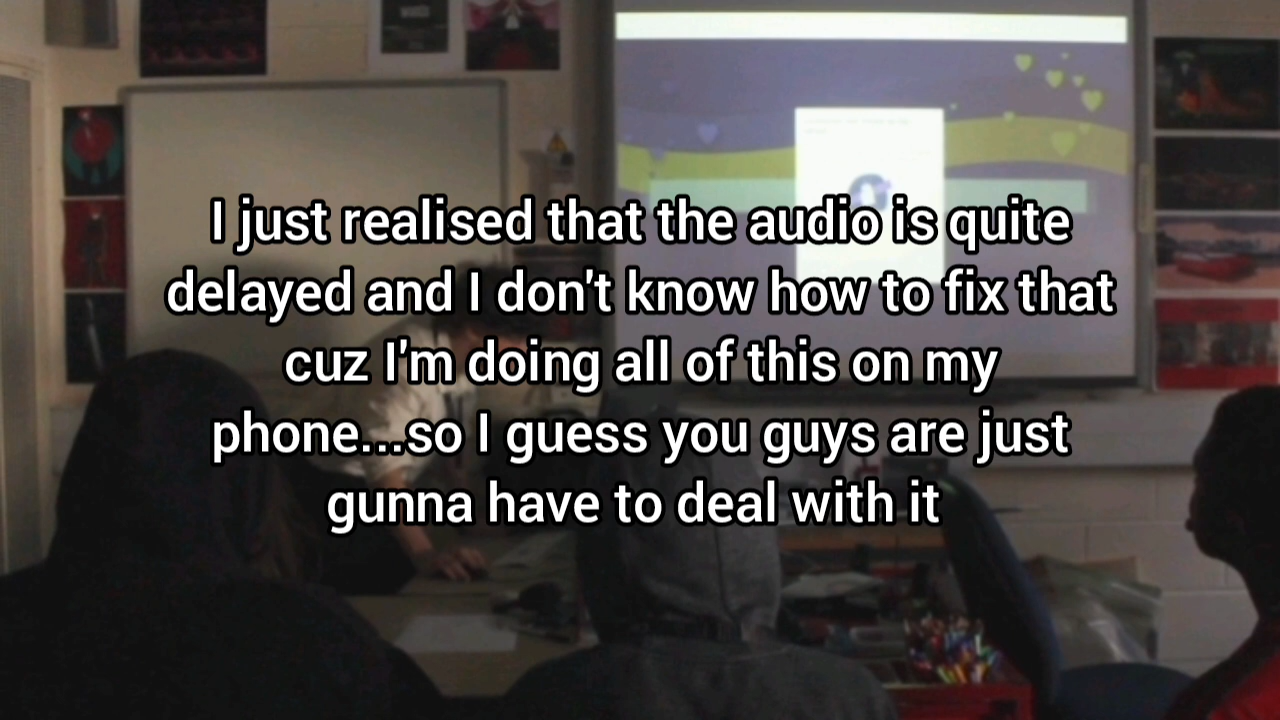 I just realised that the audio is quite
delayed and I don't know how to fix that
cuz I'm doing all of this on my
phone...so I guess you guys are just
gunna have to deal with it